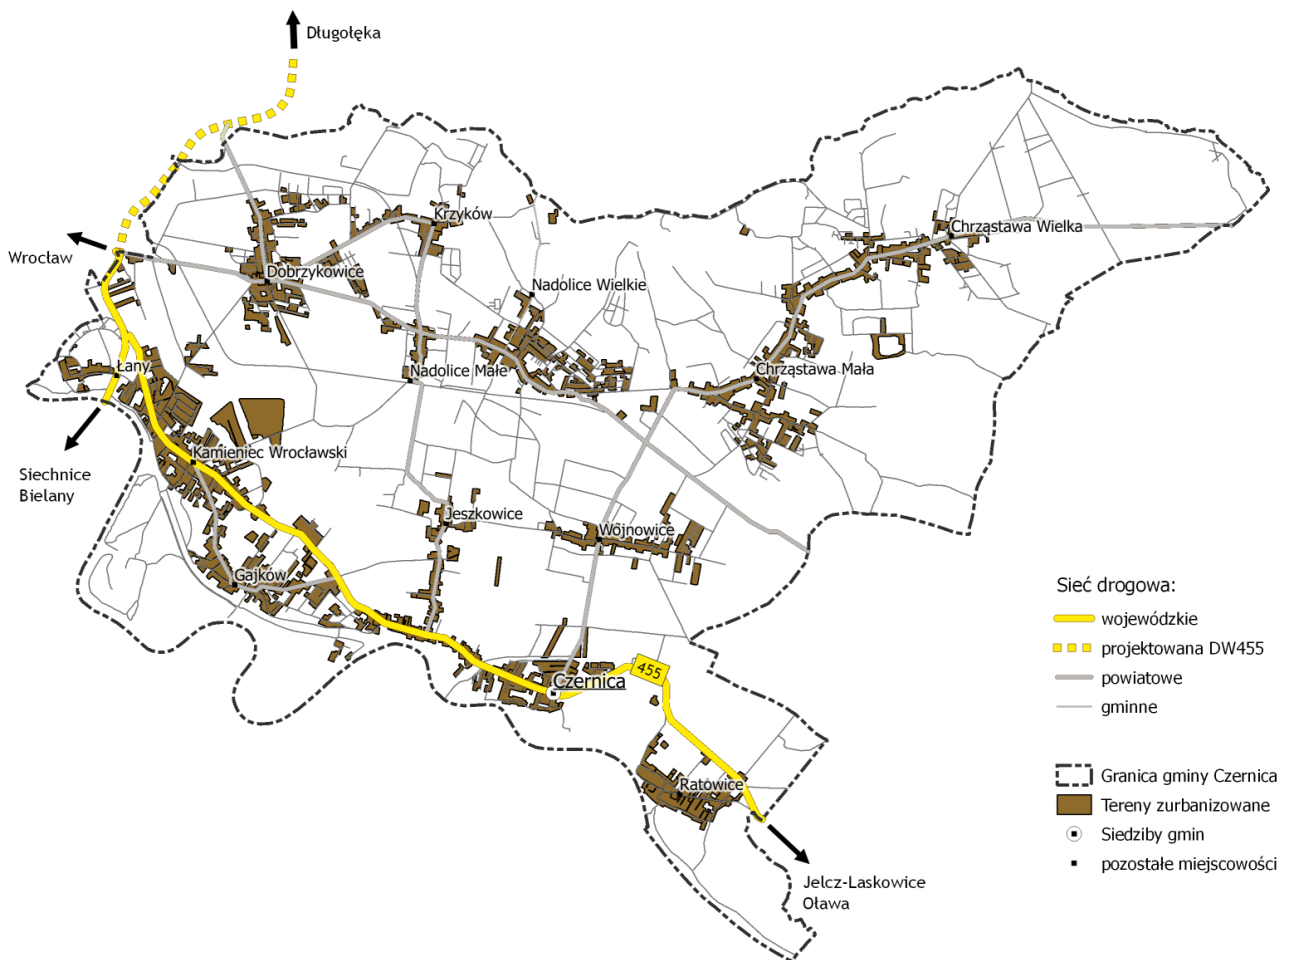 Długołęka
Krzyków
Chrząstawa Wielka
Wrocław
Dobrzykowice
Nadolice Wielkie
Łany
Nadolice Małe
Chrząstawa Mała
Siechnice
Bielany
Kamieniec Wrocławski
Jeszkowice
Wojnowice
Gajków
Czernica
455
Ratowice
Jelcz-Laskowice
Oława
Sieć drogowa:
wojewódzkie
projektowana DW455
powiatowe
gminne
Granica gminy Czernica
Tereny zurbanizowane
Siedziby gmin
pozostałe miejscowości